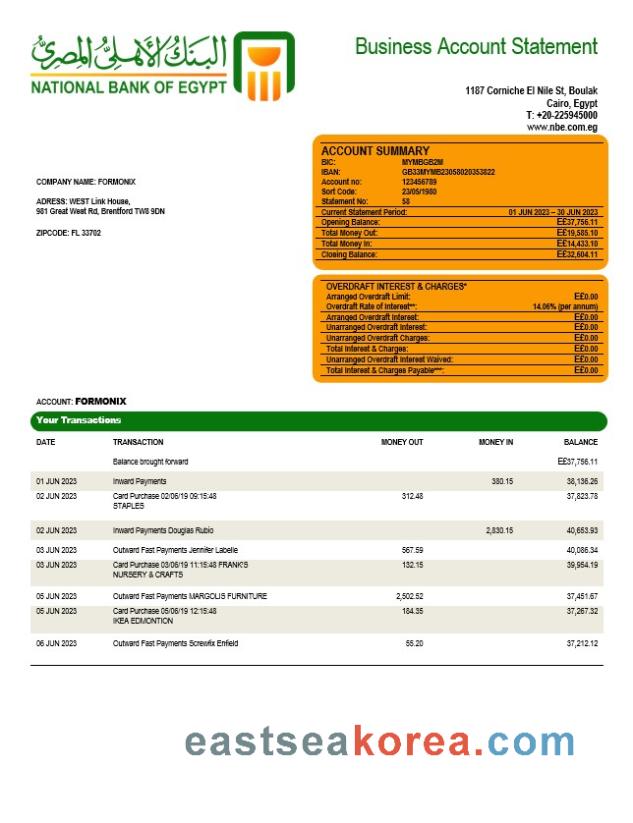 البنك الأهلي المصري
NATIONAL BANK OF EGYPT
Business Account Statement
1187 Corniche El Nile St, Boulak
Cairo, Egypt
T: +20-225945000
www.nbe.com.eg
COMPANY NAME: FORMONIX
ADRESS: WEST Link House,
981 Great West Rd, Brentford TW8 9DN
ZIPCODE: FL 33702
ACCOUNT SUMMARY
BIC: MYMBGB2M
IBAN: GB33MYMB23058020353822
Account no: 123456789
Sort Code: 23/05/1980
Statement No: 58
Current Statement Period: 01 JUN 2023 – 30 JUN 2023
Opening Balance: E£37,756.11
Total Money Out: E£19,585.10
Total Money In: E£14,433.10
Closing Balance: E£32,604.11
OVERDRAFT INTEREST & CHARGES*
Arranged Overdraft Limit: E£0.00
Overdraft Rate of Interest**: 14.06% (per annum)
Arranged Overdraft Interest: E£0.00
Unarranged Overdraft Interest: E£0.00
Unarranged Overdraft Charges: E£0.00
Total Interest & Charges: E£0.00
Unarranged Overdraft Interest Waived: E£0.00
Total Interest & Charges Payable***: E£0.00
ACCOUNT: FORMONIX
Your Transactions
DATE TRANSACTION MONEY OUT MONEY IN BALANCE
Balance brought forward E£37,756.11
01 JUN 2023 Inward Payments 380.15 38,136.26
02 JUN 2023 Card Purchase 02/06/19 09:15:48 312.48 37,823.78
STAPLES
02 JUN 2023 Inward Payments Douglas Rubio 2,830.15 40,653.93
03 JUN 2023 Outward Fast Payments Jennifer Labelle 567.59 40,086.34
03 JUN 2023 Card Purchase 03/06/19 11:15:48 FRANK'S 132.15 39,954.19
NURSERY & CRAFTS
05 JUN 2023 Outward Fast Payments MARGOLIS FURNITURE 2,502.52 37,451.67
05 JUN 2023 Card Purchase 05/06/19 12:15:48 184.35 37,267.32
IKEA EDMONTION
06 JUN 2023 Outward Fast Payments Screwfix Enfield 55.20 37,212.12
eastseakorea.com